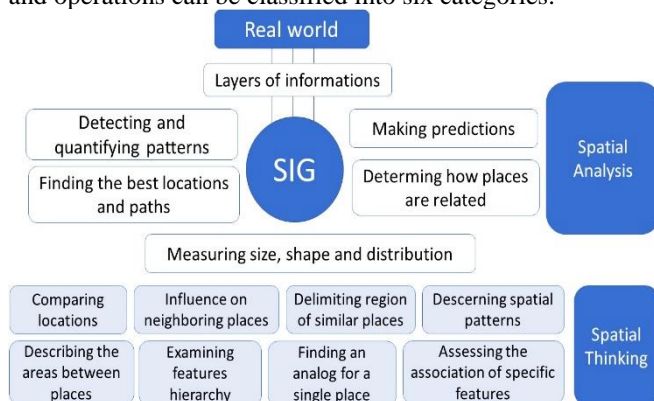 and operations can be classified into six categories:
Real world
Layers of informations
Detecting and
quantifying patterns
Making predictions
SIG
Finding the best locations
and paths
Determing how places
are related
Spatial
Analysis
Measuring size, shape and distribution
Comparing
locations
Influence on
neighboring places
Delimiting region
of similar places
Descerning spatial
patterns
Describing the
areas between
places
Examining
features
hierarchy
Finding an
analog for a
single place
Assessing the
association of specific
features
Spatial
Thinking